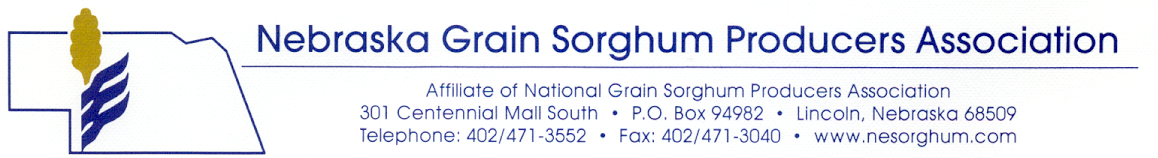 Nebraska Grain Sorghum Producers Association
Affiliate of National Grain Sorghum Producers Association
301 Centennial Mall South • P.O. Box 94982 • Lincoln, Nebraska 68509
Telephone: 402/471-3552 • Fax: 402/471-3040 • www.nesorghum.com